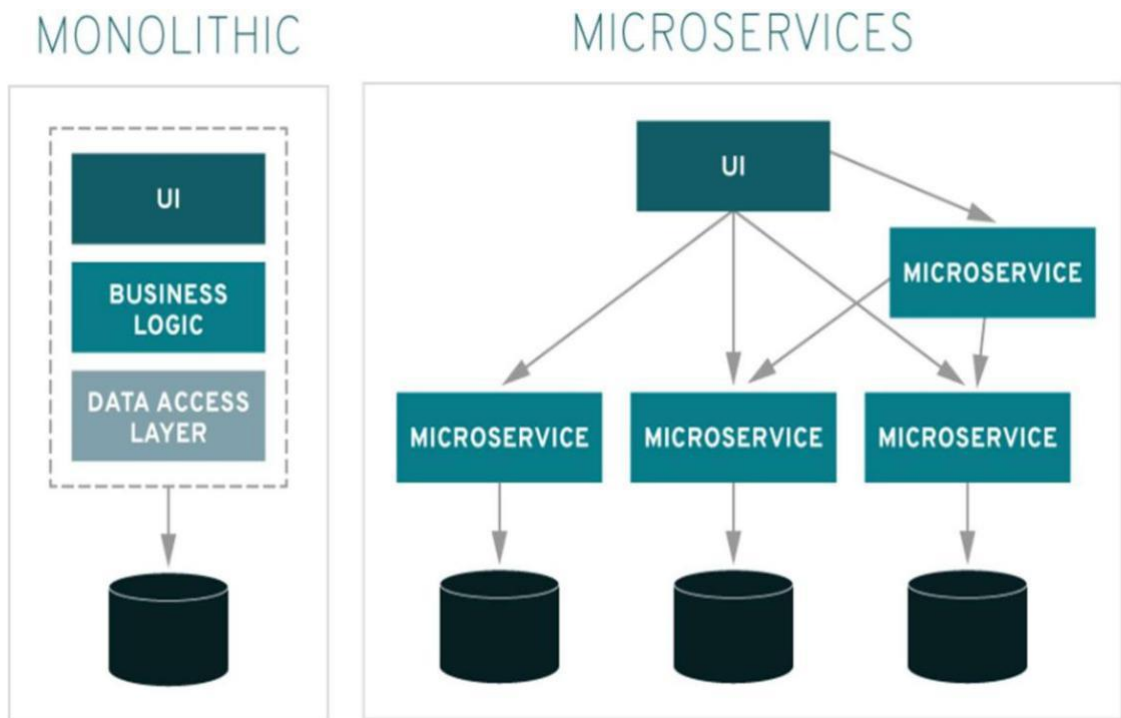 MONOLITHIC
UI
BUSINESS
LOGIC
DATA ACCESS
LAYER
MICROSERVICES
UI
MICROSERVICE
MICROSERVICE
MICROSERVICE
MICROSERVICE